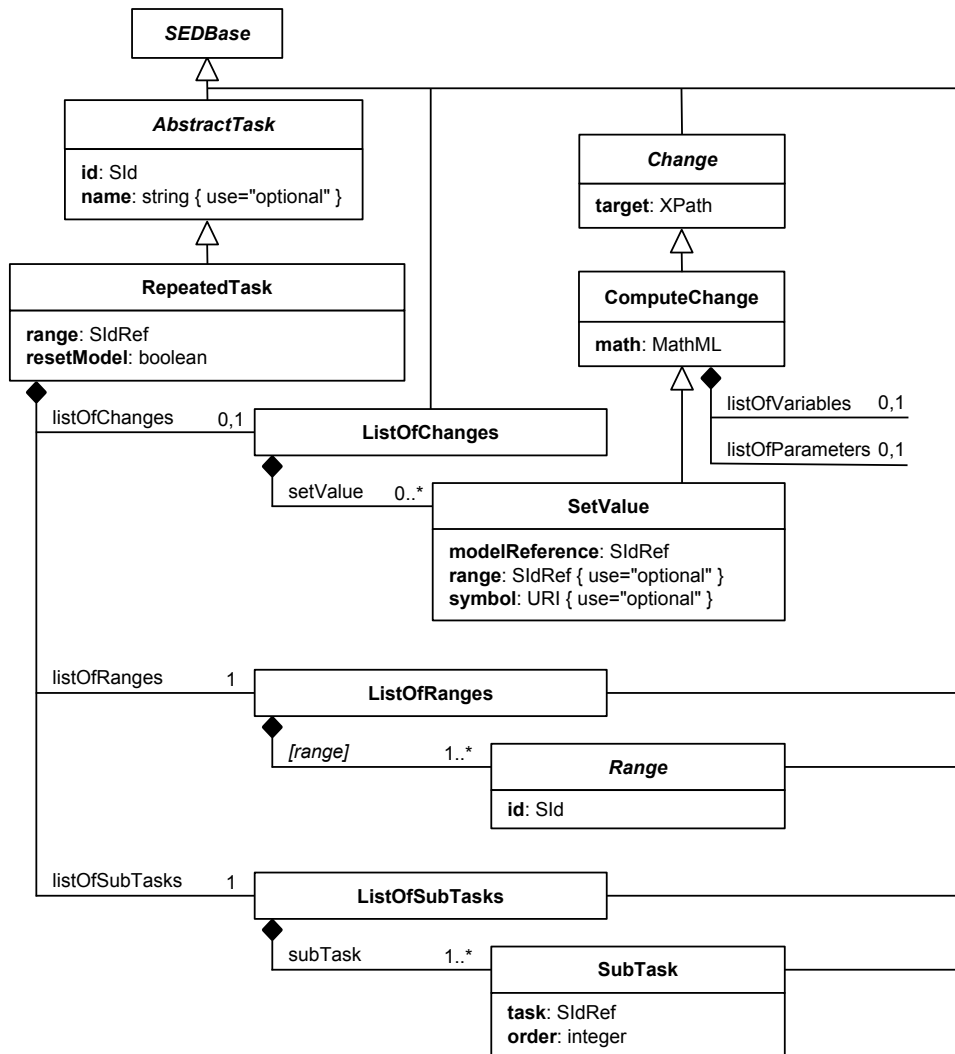 SEDBase
AbstractTask
id: SId
name: string { use="optional" }
Change
target: XPath
RepeatedTask
range: SIdRef
resetModel: boolean
ComputeChange
math: MathML
listOfChanges 0,1
ListOfChanges
listOfVariables 0,1
listOfParameters 0,1
setValue 0..*
SetValue
modelReference: SIdRef
range: SIdRef { use="optional" }
symbol: URI { use="optional" }
listOfRanges 1
ListOfRanges
[range] 1..*
Range
id: SId
listOfSubTasks 1
ListOfSubTasks
subTask 1..*
SubTask
task: SIdRef
order: integer